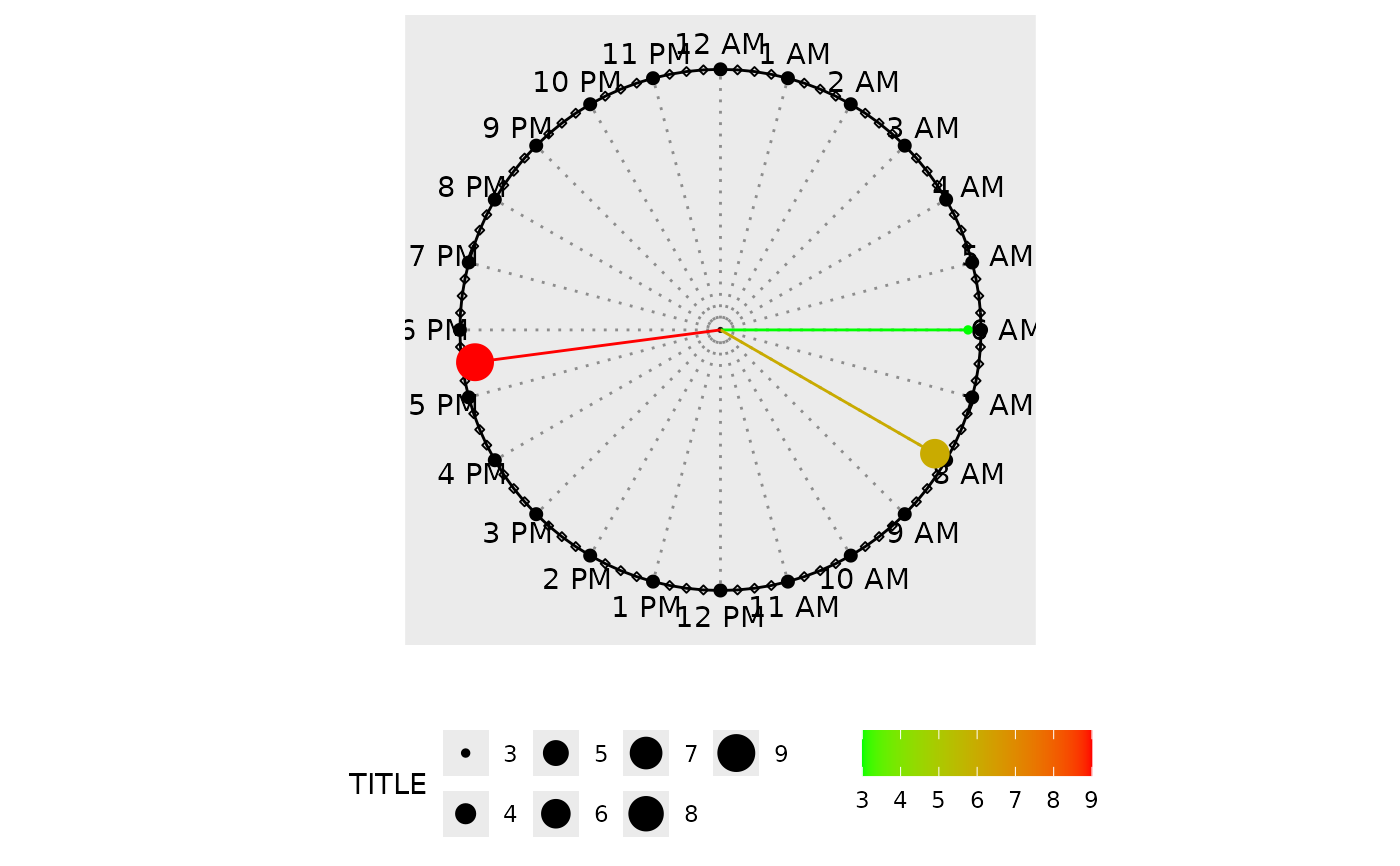 12 AM
1 AM
2 AM
3 AM
4 AM
5 AM
6 AM
AM
8 AM
9 AM
10 AM
11 AM
12 PM
1 PM
2 PM
3 PM
4 PM
5 PM
6 PM
7 PM
8 PM
9 PM
10 PM
11 PM
TITLE
3 5 7 9
4 6 8
3 4 5 6 7 8 9